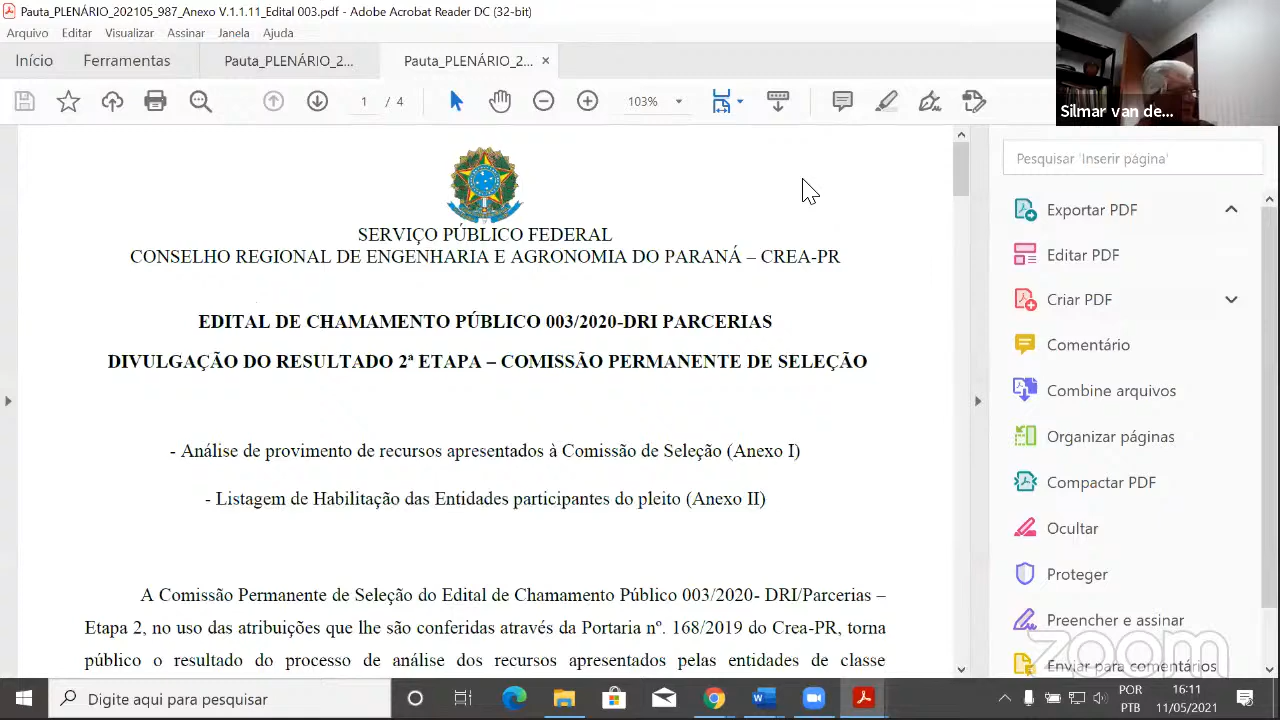 Pauta_PLENÁRIO_202105_987_Anexo V.1.1.11_Edital 003.pdf - Adobe Acrobat Reader DC (32-bit)
Arquivo Editar Visualizar Assinar Janela Ajuda
Início Ferramentas Pauta_PLENÁRIO_2... Pauta_PLENÁRIO_2... ×
1 / 4 103%
Silmar van de...
Pesquisar 'Inserir página'
Exportar PDF
Editar PDF
Criar PDF
Comentário
Combine arquivos
Organizar páginas
Compactar PDF
Ocultar
Proteger
Preencher e assinar
Enviar para comentários
SERVIÇO PÚBLICO FEDERAL
CONSELHO REGIONAL DE ENGENHARIA E AGRONOMIA DO PARANÁ – CREA-PR
EDITAL DE CHAMAMENTO PÚBLICO 003/2020-DRI PARCERIAS
DIVULGAÇÃO DO RESULTADO 2ª ETAPA – COMISSÃO PERMANENTE DE SELEÇÃO
- Análise de provimento de recursos apresentados à Comissão de Seleção (Anexo I)
- Listagem de Habilitação das Entidades participantes do pleito (Anexo II)
A Comissão Permanente de Seleção do Edital de Chamamento Público 003/2020- DRI/Parcerias –
Etapa 2, no uso das atribuições que lhe são conferidas através da Portaria nº. 168/2019 do Crea-PR, torna
público o resultado do processo de análise dos recursos apresentados pelas entidades de classe
zoom
Digite aqui para pesquisar
POR
PTB
16:11
11/05/2021